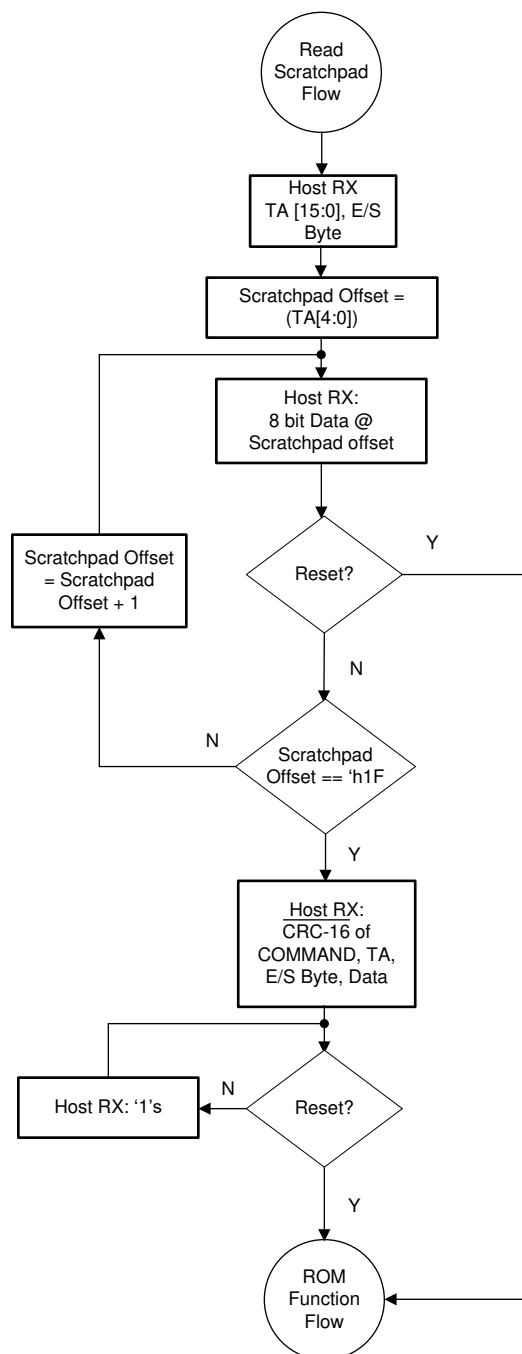 Read
Scratchpad
Flow
Host RX
TA [15:0], E/S
Byte
Scratchpad Offset =
(TA[4:0])
Host RX:
8 bit Data @
Scratchpad offset
Scratchpad Offset
= Scratchpad
Offset + 1
Reset?
Y
N
N
Scratchpad
Offset == ‘h1F
Y
Host RX:
CRC-16 of
COMMAND, TA,
E/S Byte, Data
Host RX: ‘1’s
N
Reset?
Y
ROM
Function
Flow